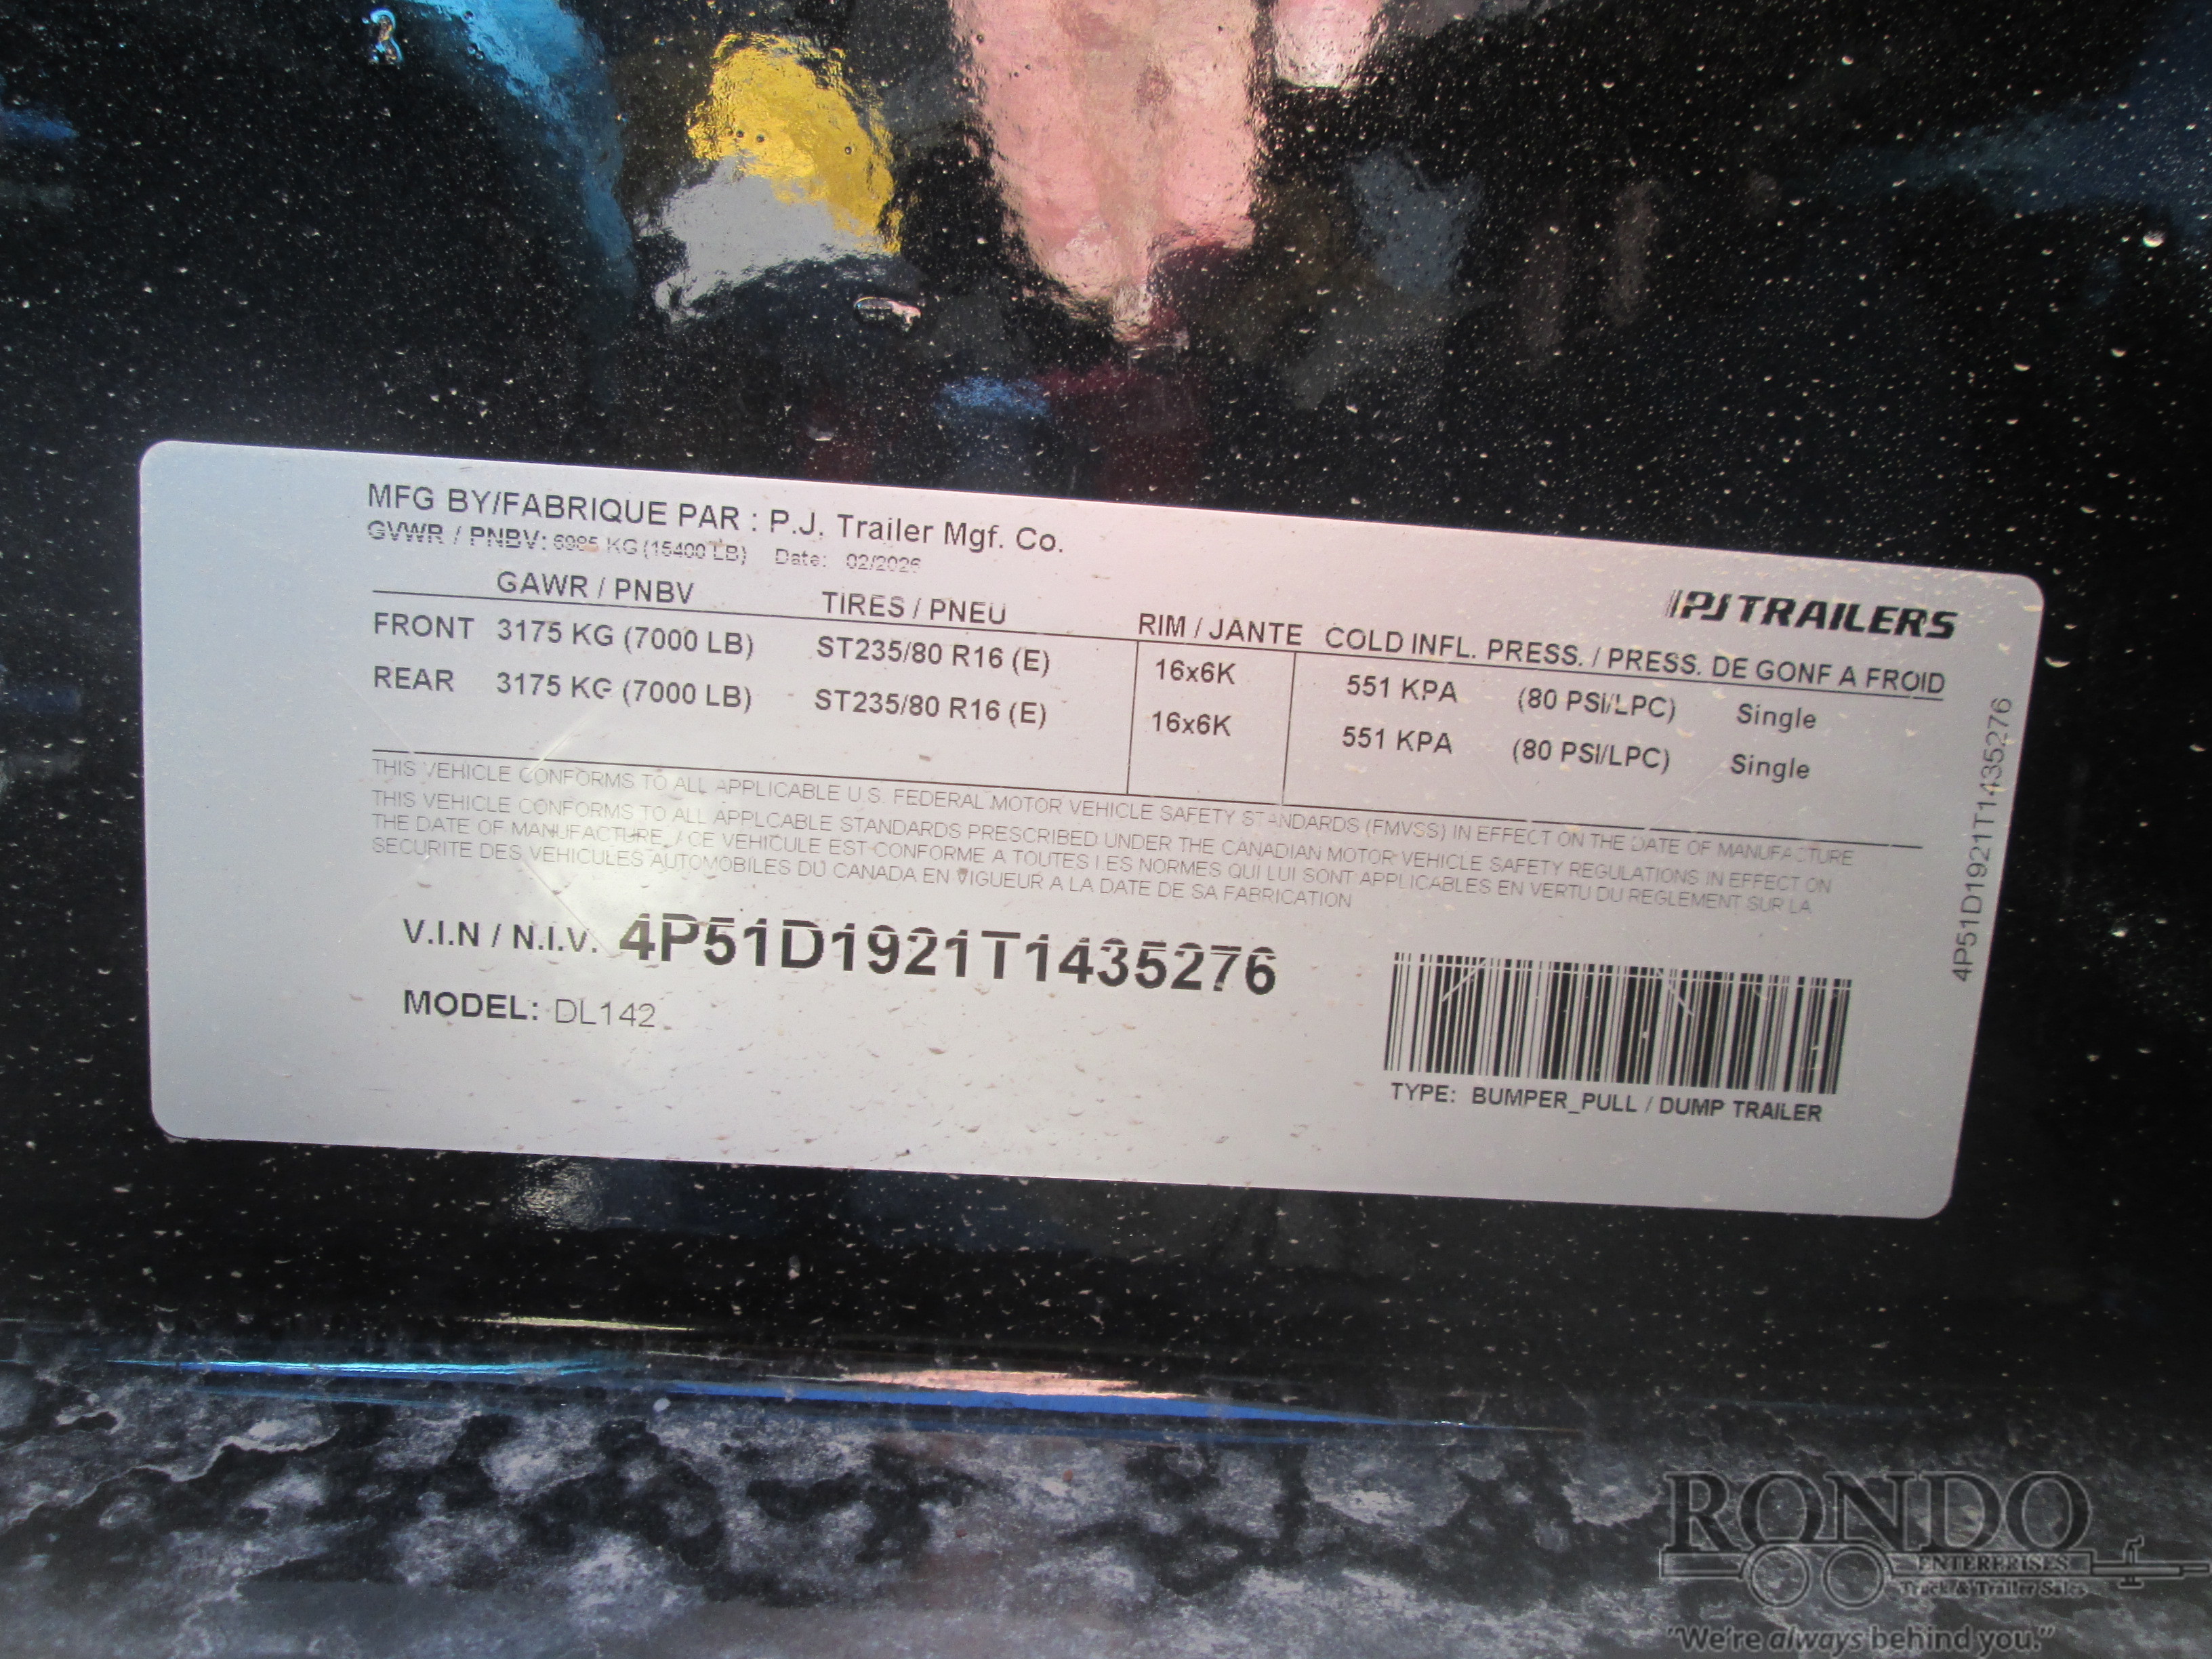 MFG BY/FABRIQUE PAR : P.J. Trailer Mgf. Co.
GVWR / PNBV: 6985 KG (15400 LB) Date: 02/2026
PJ TRAILERS
GAWR / PNBV TIRES / PNEU RIM / JANTE COLD INFL. PRESS. / PRESS. DE GONF A FROID
FRONT 3175 KG (7000 LB) ST235/80 R16 (E) 16x6K 551 KPA (80 PSI/LPC) Single
REAR 3175 KG (7000 LB) ST235/80 R16 (E) 16x6K 551 KPA (80 PSI/LPC) Single
THIS VEHICLE CONFORMS TO ALL APPLICABLE U.S. FEDERAL MOTOR VEHICLE SAFETY STANDARDS (FMVSS) IN EFFECT ON THE DATE OF MANUFACTURE
THIS VEHICLE CONFORMS TO ALL APPLCABLE STANDARDS PRESCRIBED UNDER THE CANADIAN MOTOR VEHICLE SAFETY REGULATIONS IN EFFECT ON
THE DATE OF MANUFACTURE. / CE VEHICULE EST CONFORME A TOUTES LES NORMES QUI LUI SONT APPLICABLES EN VERTU DU REGLEMENT SUR LA
SECURITE DES VEHICULES AUTOMOBILES DU CANADA EN VIGUEUR A LA DATE DE SA FABRICATION
V.I.N / N.I.V. 4P51D1921T1435276
MODEL: DL142
TYPE: BUMPER_PULL / DUMP TRAILER
4P51D1921T1435276
RONDO
ENTERPRISES
Truck & Trailer Sales
"We're always behind you."